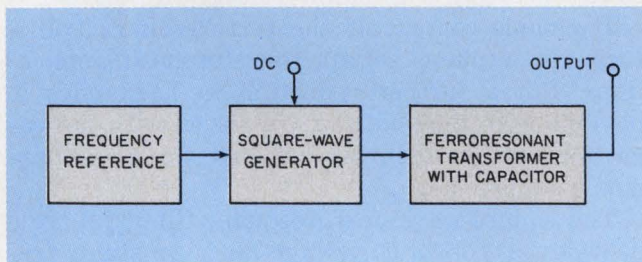 DC
OUTPUT
FREQUENCY
REFERENCE
SQUARE-WAVE
GENERATOR
FERRORESONANT
TRANSFORMER
WITH CAPACITOR